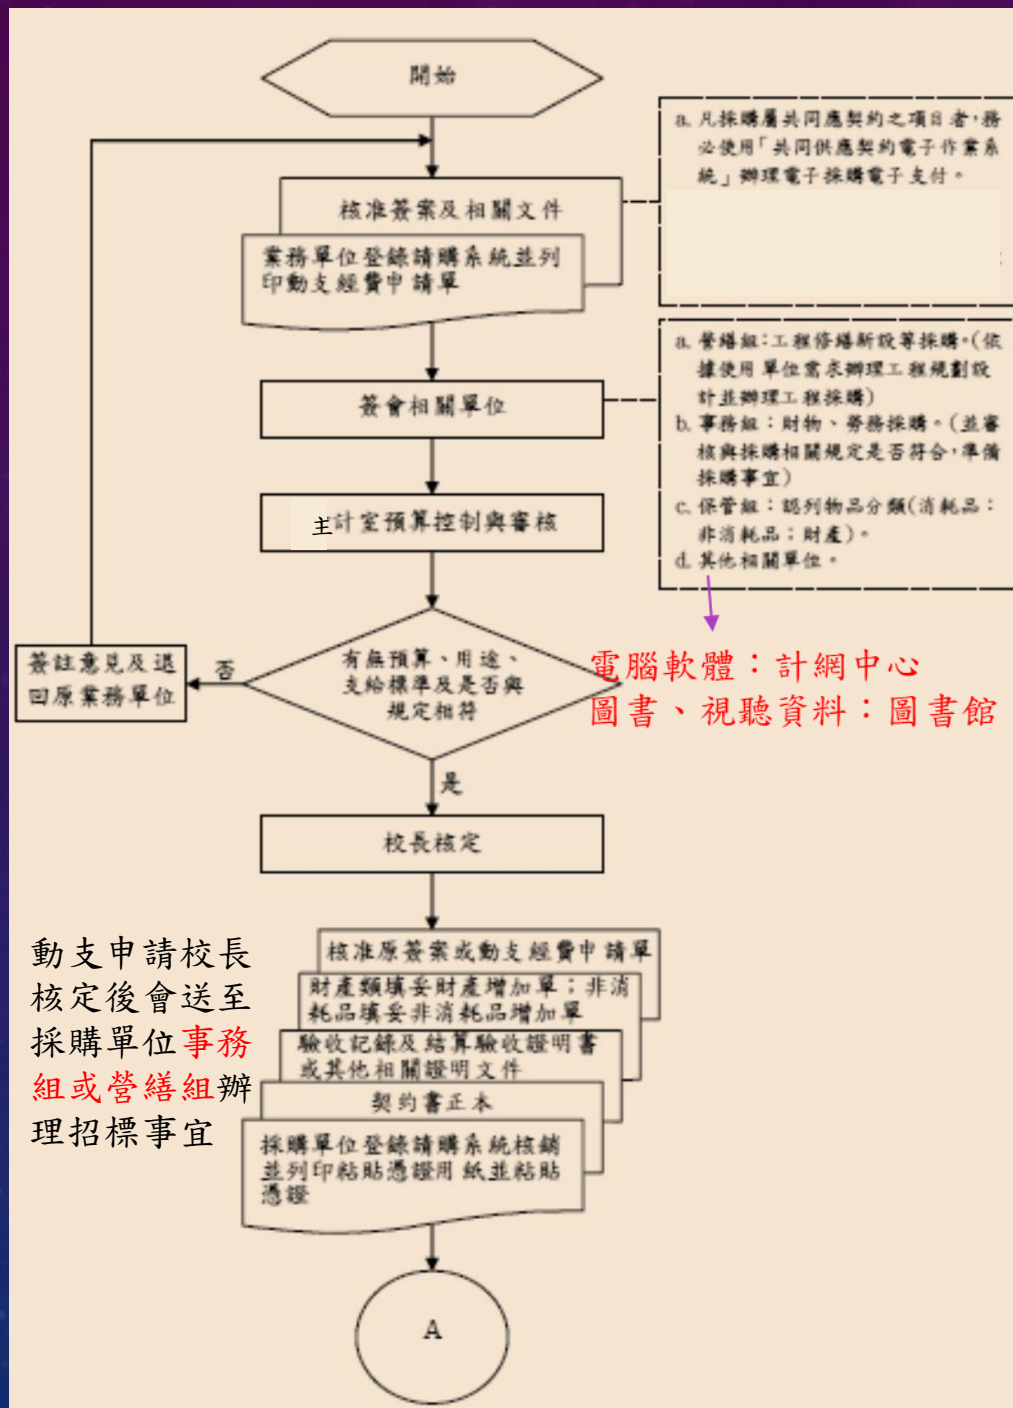 開始
a. 凡採購屬共同應契約之項目者,務
必使用「共同供應契約電子作業系
統」辦理電子採購電子支付。
核准簽案及相關文件
業務單位登錄請購系統並列
印動支經費申請單
簽會相關單位
a. 營繕組:工程修繕新設等採購。(依
據使用單位需求辦理工程規劃設
計並辦理工程採購)
b. 事務組:財物、勞務採購。(並審
核與採購相關規定是否符合,準備
採購事宜)
c. 保管組:認列物品分類(消耗品;
非消耗品;財產)。
d. 其他相關單位。
主計室預算控制與審核
電腦軟體:計網中心
圖書、視聽資料:圖書館
有無預算、用途、
支給標準及是否與
規定相符
否
簽註意見及退
回原業務單位
是
校長核定
動支申請校長
核定後會送至
採購單位事務
組或營繕組辦
理招標事宜
核准原簽案或動支經費申請單
財產類填妥財產增加單;非消
耗品填妥非消耗品增加單
驗收記錄及結算驗收證明書
或其他相關證明文件
契約書正本
採購單位登錄請購系統核銷
並列印粘貼憑證用紙並粘貼
憑證
A